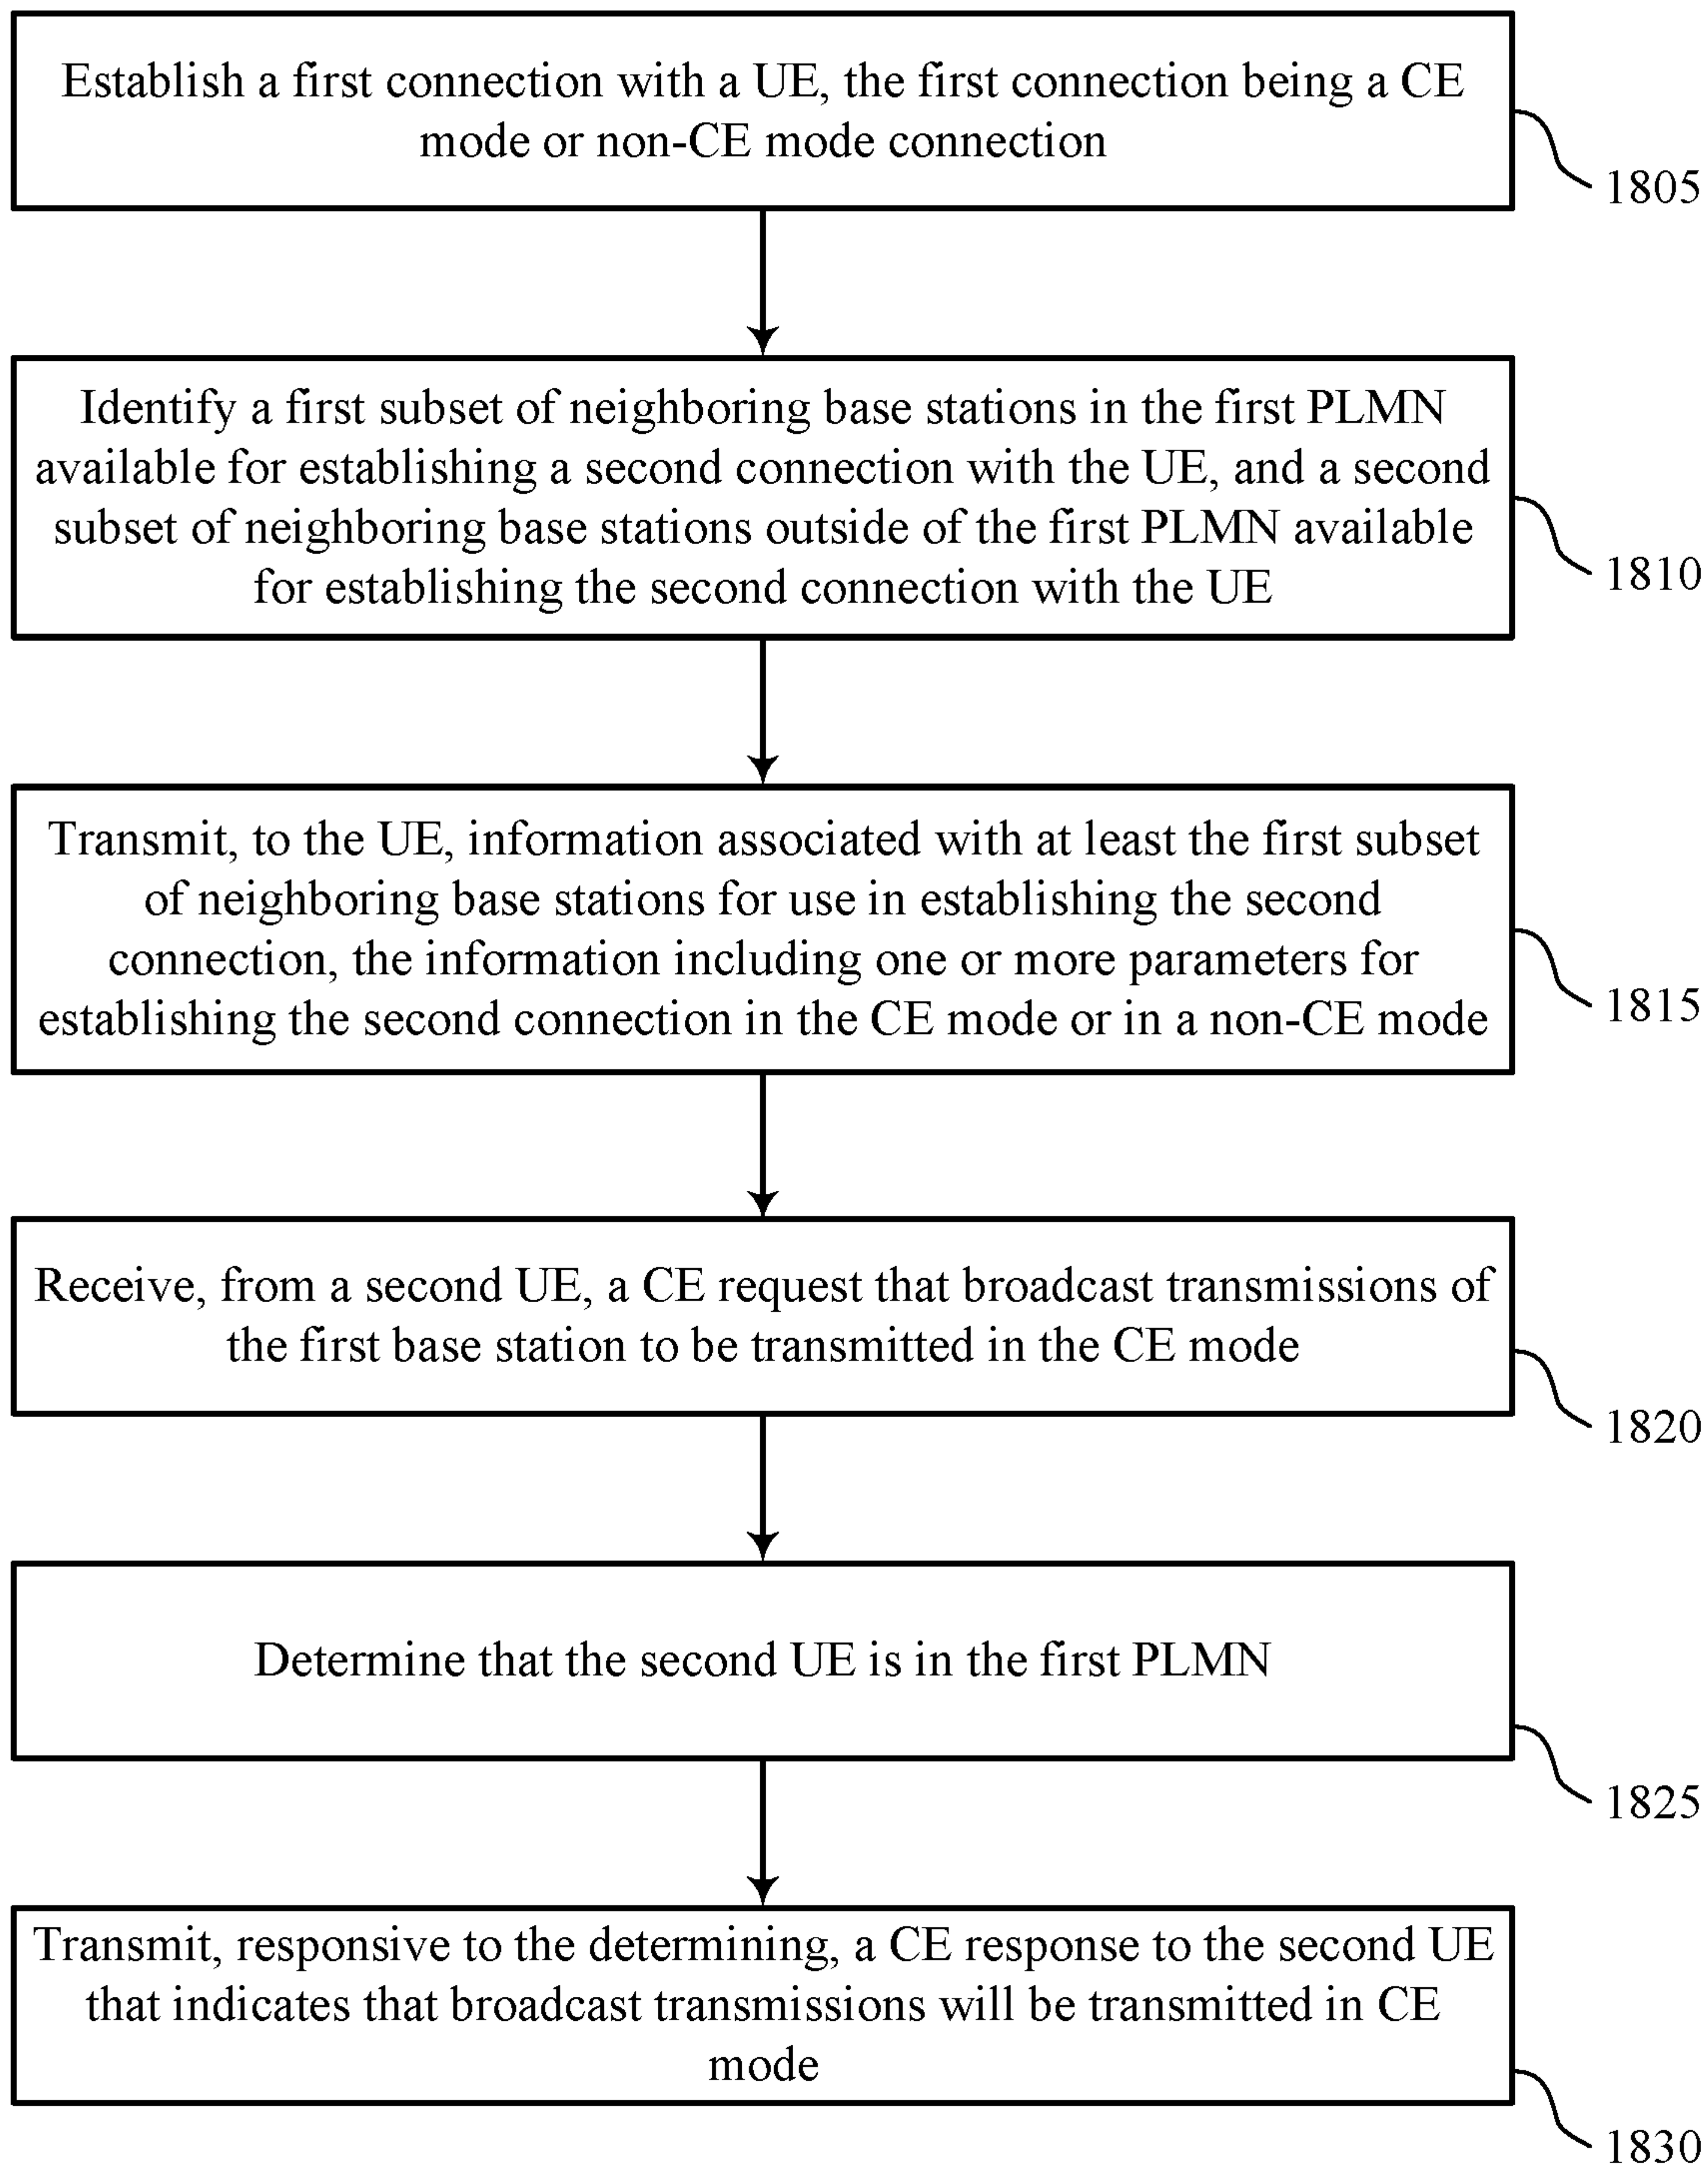 Establish a first connection with a UE, the first connection being a CE
mode or non-CE mode connection
1805
Identify a first subset of neighboring base stations in the first PLMN
available for establishing a second connection with the UE, and a second
subset of neighboring base stations outside of the first PLMN available
for establishing the second connection with the UE
1810
Transmit, to the UE, information associated with at least the first subset
of neighboring base stations for use in establishing the second
connection, the information including one or more parameters for
establishing the second connection in the CE mode or in a non-CE mode
1815
Receive, from a second UE, a CE request that broadcast transmissions of
the first base station to be transmitted in the CE mode
1820
Determine that the second UE is in the first PLMN
1825
Transmit, responsive to the determining, a CE response to the second UE
that indicates that broadcast transmissions will be transmitted in CE
mode
1830